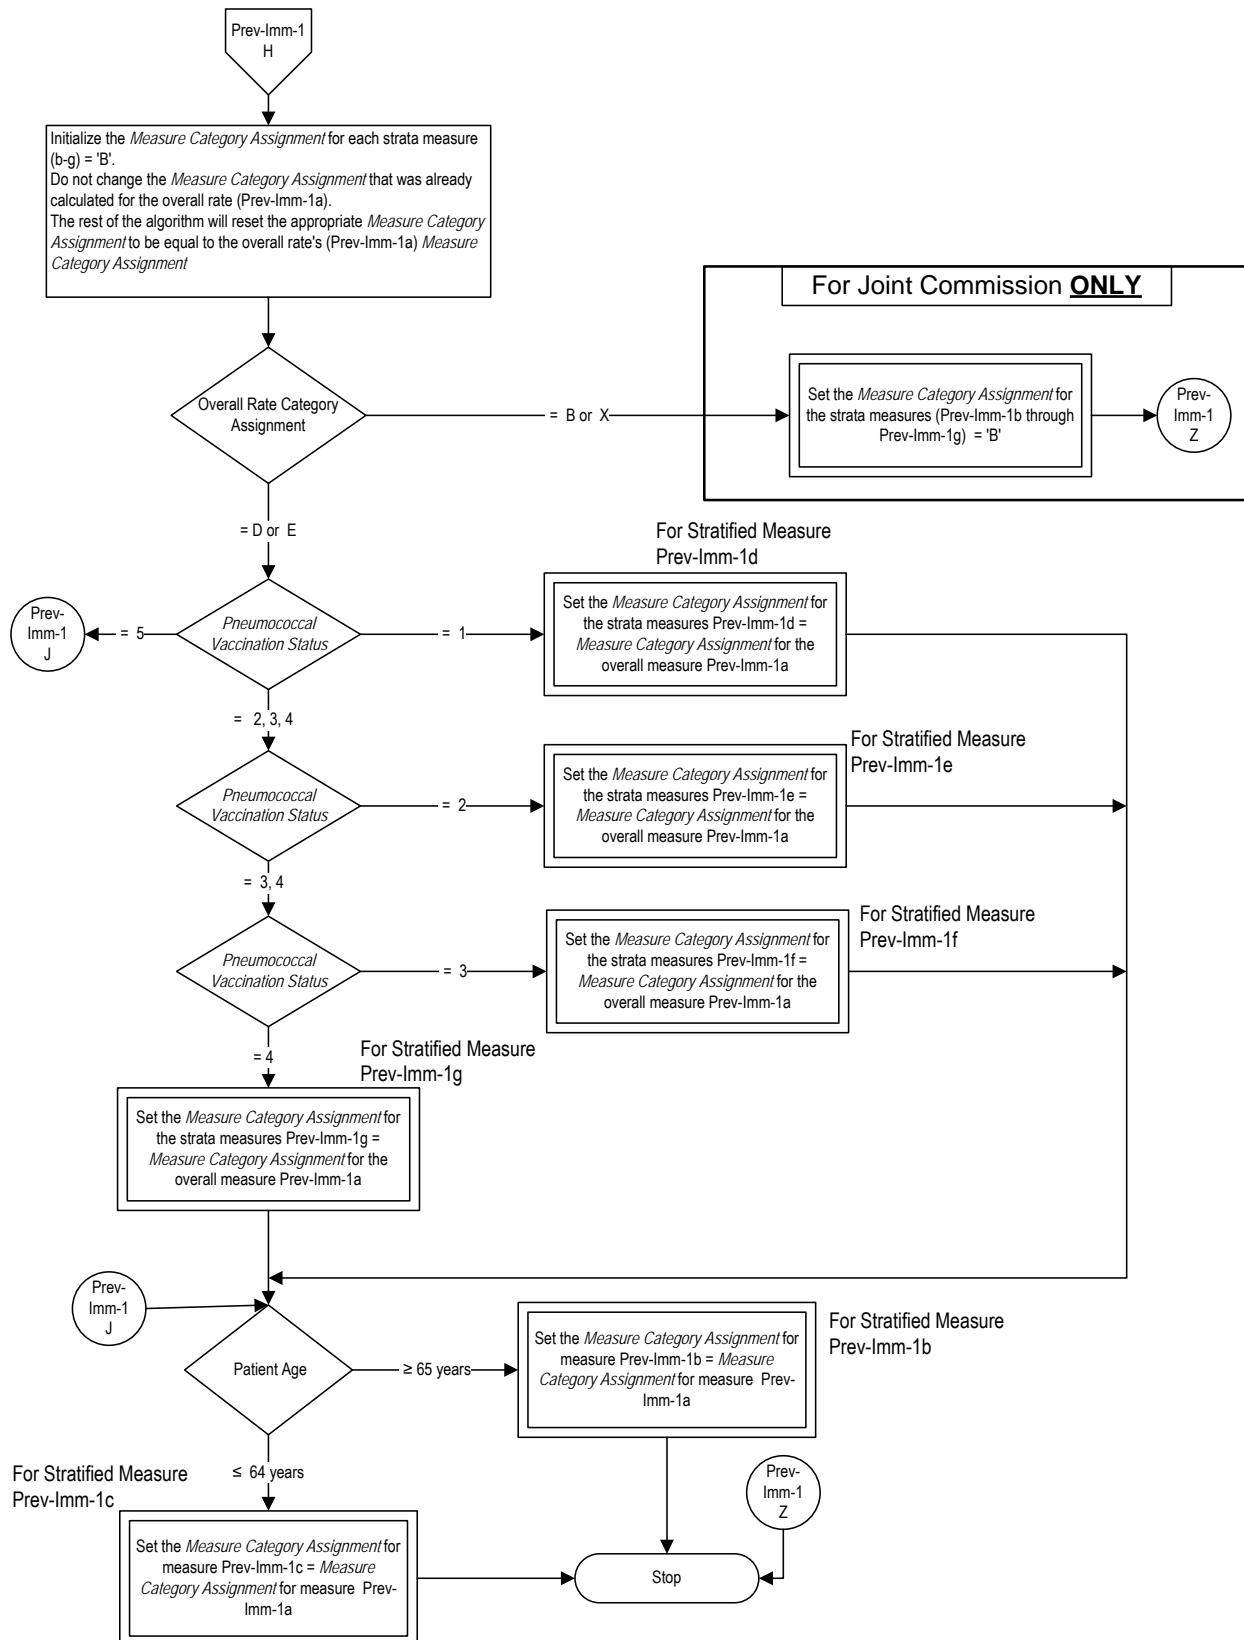 Prev-Imm-1
H
Initialize the Measure Category Assignment for each strata measure
(b-g) = 'B'.
Do not change the Measure Category Assignment that was already
calculated for the overall rate (Prev-Imm-1a).
The rest of the algorithm will reset the appropriate Measure Category
Assignment to be equal to the overall rate's (Prev-Imm-1a) Measure
Category Assignment
For Joint Commission ONLY
Overall Rate Category
Assignment
= B or X
Set the Measure Category Assignment for
the strata measures (Prev-Imm-1b through
Prev-Imm-1g) = 'B'
Prev-
Imm-1
Z
= D or E
For Stratified Measure
Prev-Imm-1d
Prev-
Imm-1
J
= 5
Pneumococcal
Vaccination Status
= 1
Set the Measure Category Assignment for
the strata measures Prev-Imm-1d =
Measure Category Assignment for the
overall measure Prev-Imm-1a
= 2, 3, 4
For Stratified Measure
Prev-Imm-1e
Pneumococcal
Vaccination Status
= 2
Set the Measure Category Assignment for
the strata measures Prev-Imm-1e =
Measure Category Assignment for the
overall measure Prev-Imm-1a
= 3, 4
For Stratified Measure
Prev-Imm-1f
Pneumococcal
Vaccination Status
= 3
Set the Measure Category Assignment for
the strata measures Prev-Imm-1f =
Measure Category Assignment for the
overall measure Prev-Imm-1a
= 4
For Stratified Measure
Prev-Imm-1g
Set the Measure Category Assignment for
the strata measures Prev-Imm-1g =
Measure Category Assignment for the
overall measure Prev-Imm-1a
Prev-
Imm-1
J
Patient Age
≥ 65 years
Set the Measure Category Assignment for
measure Prev-Imm-1b = Measure
Category Assignment for measure Prev-
Imm-1a
For Stratified Measure
Prev-Imm-1b
≤ 64 years
For Stratified Measure
Prev-Imm-1c
Set the Measure Category Assignment for
measure Prev-Imm-1c = Measure
Category Assignment for measure Prev-
Imm-1a
Prev-
Imm-1
Z
Stop